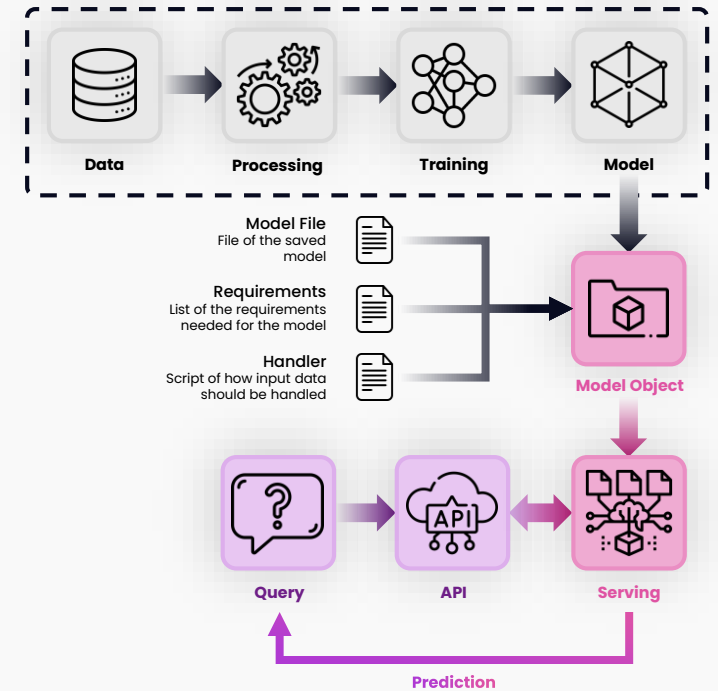 Data
Processing
Training
Model
Model File
File of the saved
model
Requirements
List of the requirements
needed for the model
Handler
Script of how input data
should be handled
Model Object
API
Query
API
Serving
Prediction